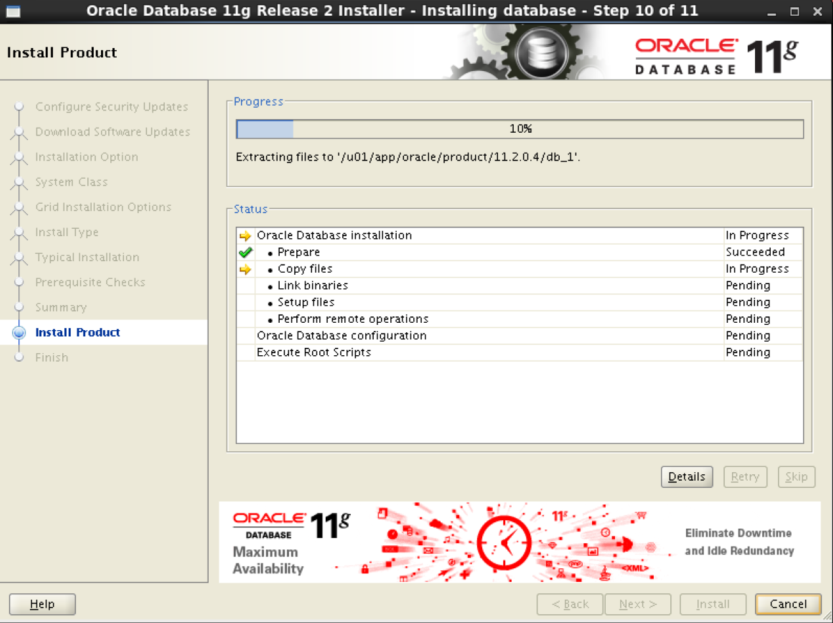 Oracle Database 11g Release 2 Installer - Installing database - Step 10 of 11
Install Product
ORACLE 11g
DATABASE
Configure Security Updates
Download Software Updates
Installation Option
System Class
Grid Installation Options
Install Type
Typical Installation
Prerequisite Checks
Summary
Install Product
Finish
Progress
10%
Extracting files to '/u01/app/oracle/product/11.2.0.4/db_1'.
Status
Oracle Database installation In Progress
• Prepare Succeeded
• Copy files In Progress
• Link binaries Pending
• Setup files Pending
• Perform remote operations Pending
Oracle Database configuration Pending
Execute Root Scripts Pending
Details Retry Skip
ORACLE 11g
DATABASE
Maximum
Availability
11g
<XML>
Eliminate Downtime
and Idle Redundancy
Help < Back Next > Install Cancel